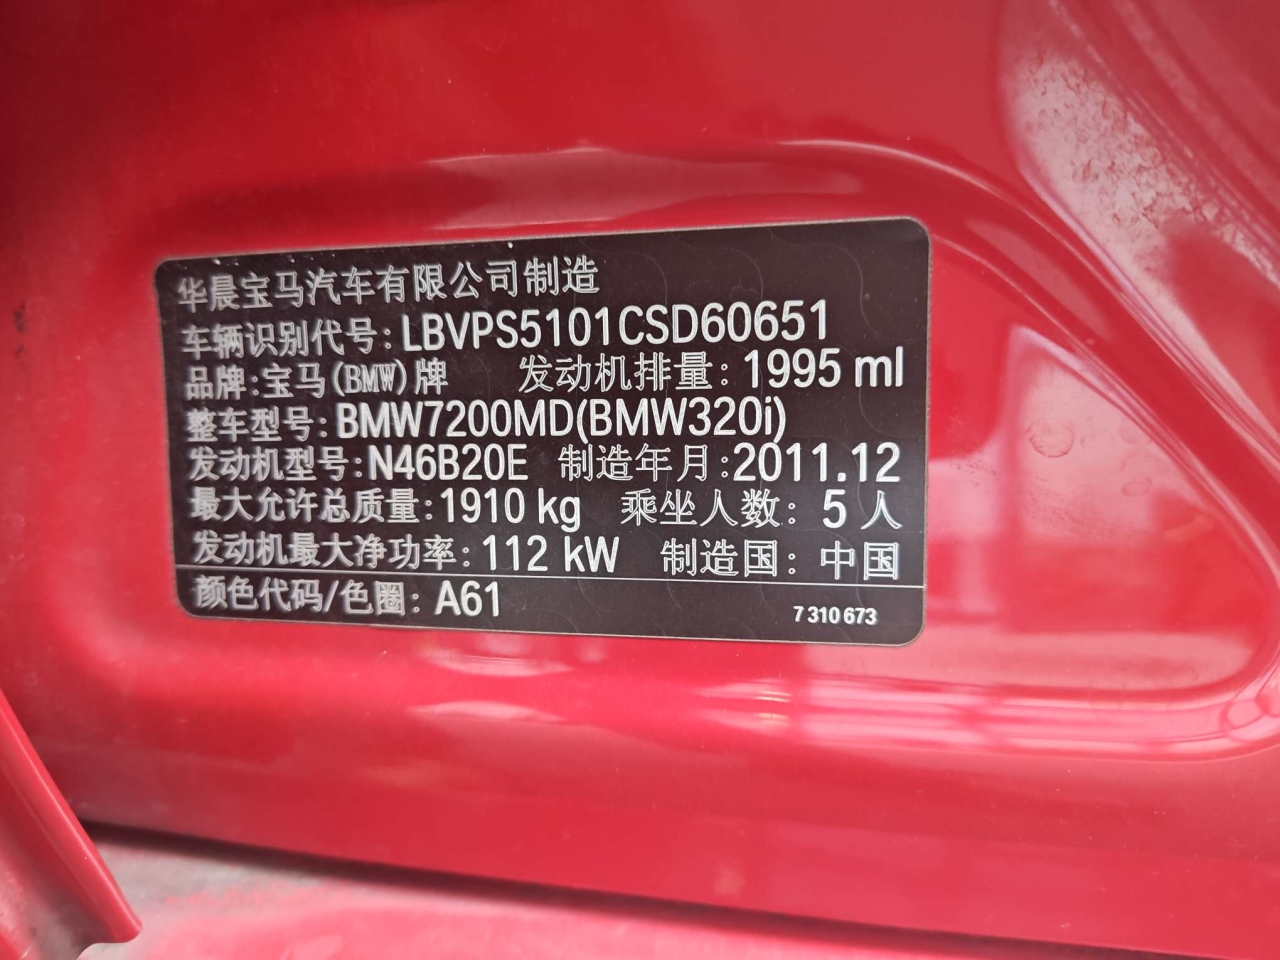 华晨宝马汽车有限公司制造
车辆识别代号:LBVPS5101CSD60651
品牌:宝马(BMW)牌 发动机排量:1995 ml
整车型号:BMW7200MD(BMW320i)
发动机型号:N46B20E 制造年月:2011.12
最大允许总质量:1910 kg 乘坐人数: 5 人
发动机最大净功率:112 kW 制造国: 中国
颜色代码/色圈: A61
7 310 673